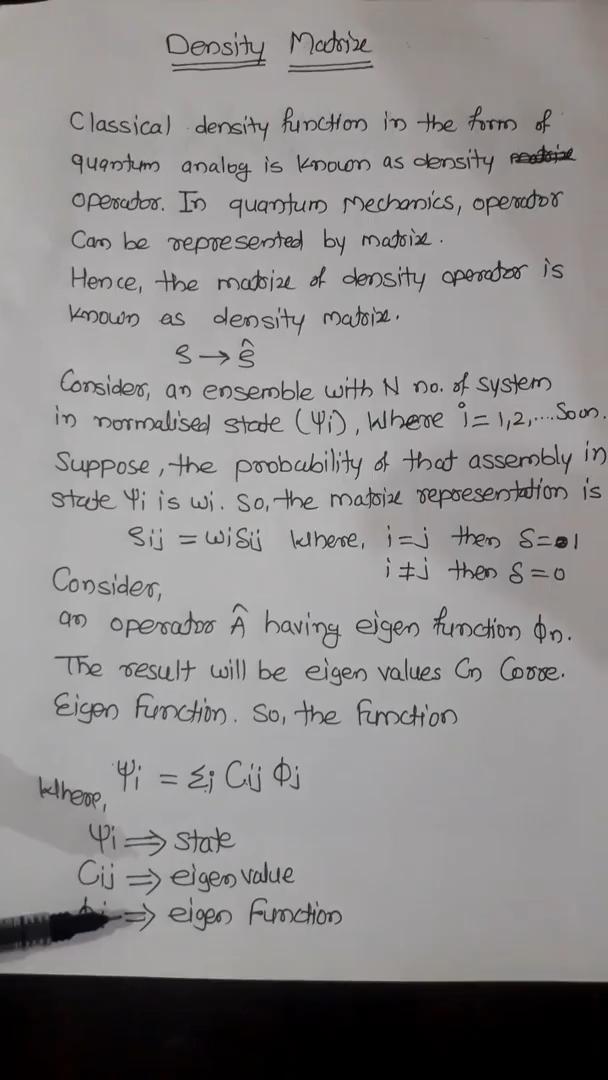 Density Matrix
Classical density function in the form of
quantum analog is known as density
operator. In quantum Mechanics, operator
Can be represented by matrix.
Hence, the matrix of density operator is
known as density matrix.
ρ → ρ̂
Consider, an ensemble with N no. of system
in normalised state (Ψi), Where i = 1,2,....Soon.
Suppose, the probability of that assembly in
state Ψi is wi. So, the matrix representation is
ρij = wiδij Where, i=j then δ=1
i≠j then δ=0
Consider,
an operator Â having eigen function ϕn.
The result will be eigen values Cn Corre.
Eigen Function. So, the function
Ψi = Σj Cij ϕj
Where,
Ψi ⇒ state
Cij ⇒ eigen value
⇒ eigen Function